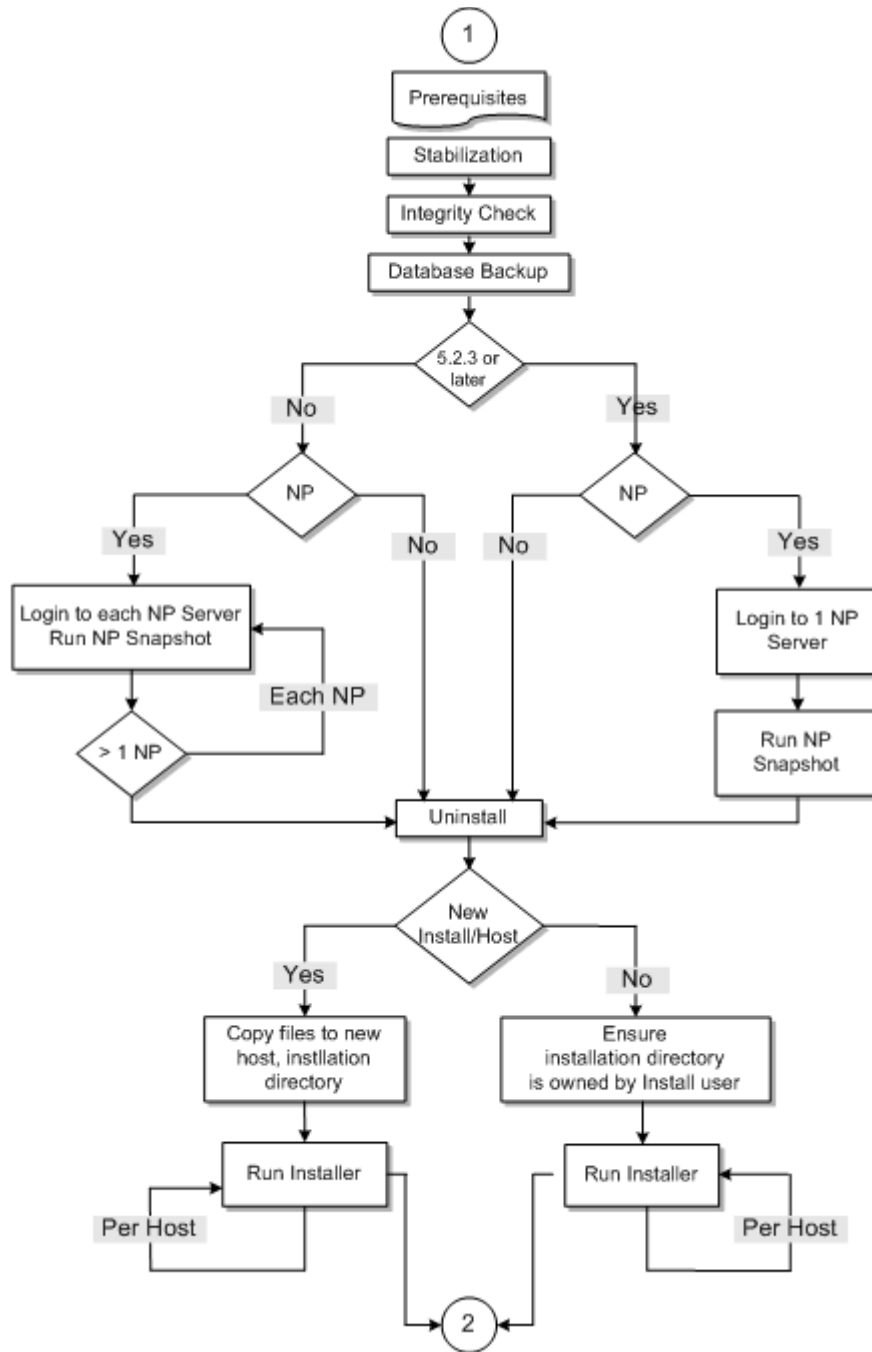 1
Prerequisites
Stabilization
Integrity Check
Database Backup
5.2.3 or
later
No
Yes
NP
NP
Yes
No
No
Yes
Login to each NP Server
Run NP Snapshot
Login to 1 NP
Server
Each NP
> 1 NP
Run NP
Snapshot
Uninstall
New
Install/Host
Yes
No
Copy files to new
host, instllation
directory
Ensure
installation directory
is owned by Install user
Run Installer
Run Installer
Per Host
Per Host
2